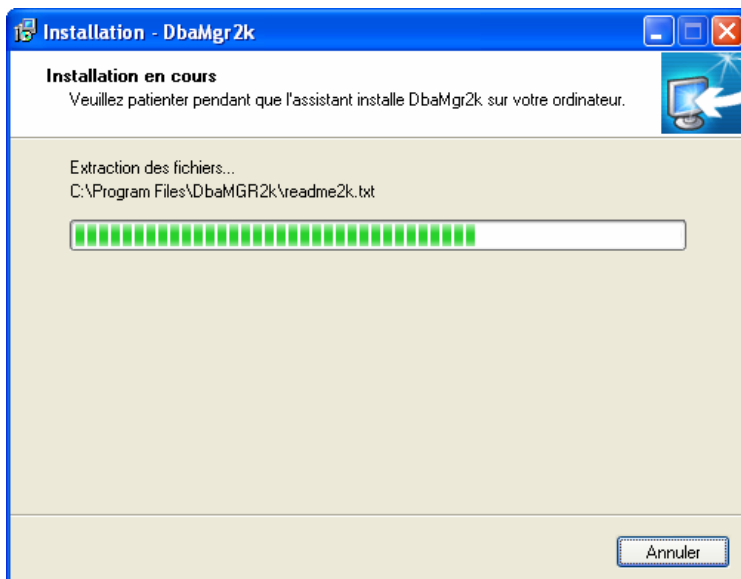 Installation - DbaMgr2k
Installation en cours
Veuillez patienter pendant que l'assistant installe DbaMgr2k sur votre ordinateur.
Extraction des fichiers...
C:\Program Files\DbaMGR2k\readme2k.txt
Annuler